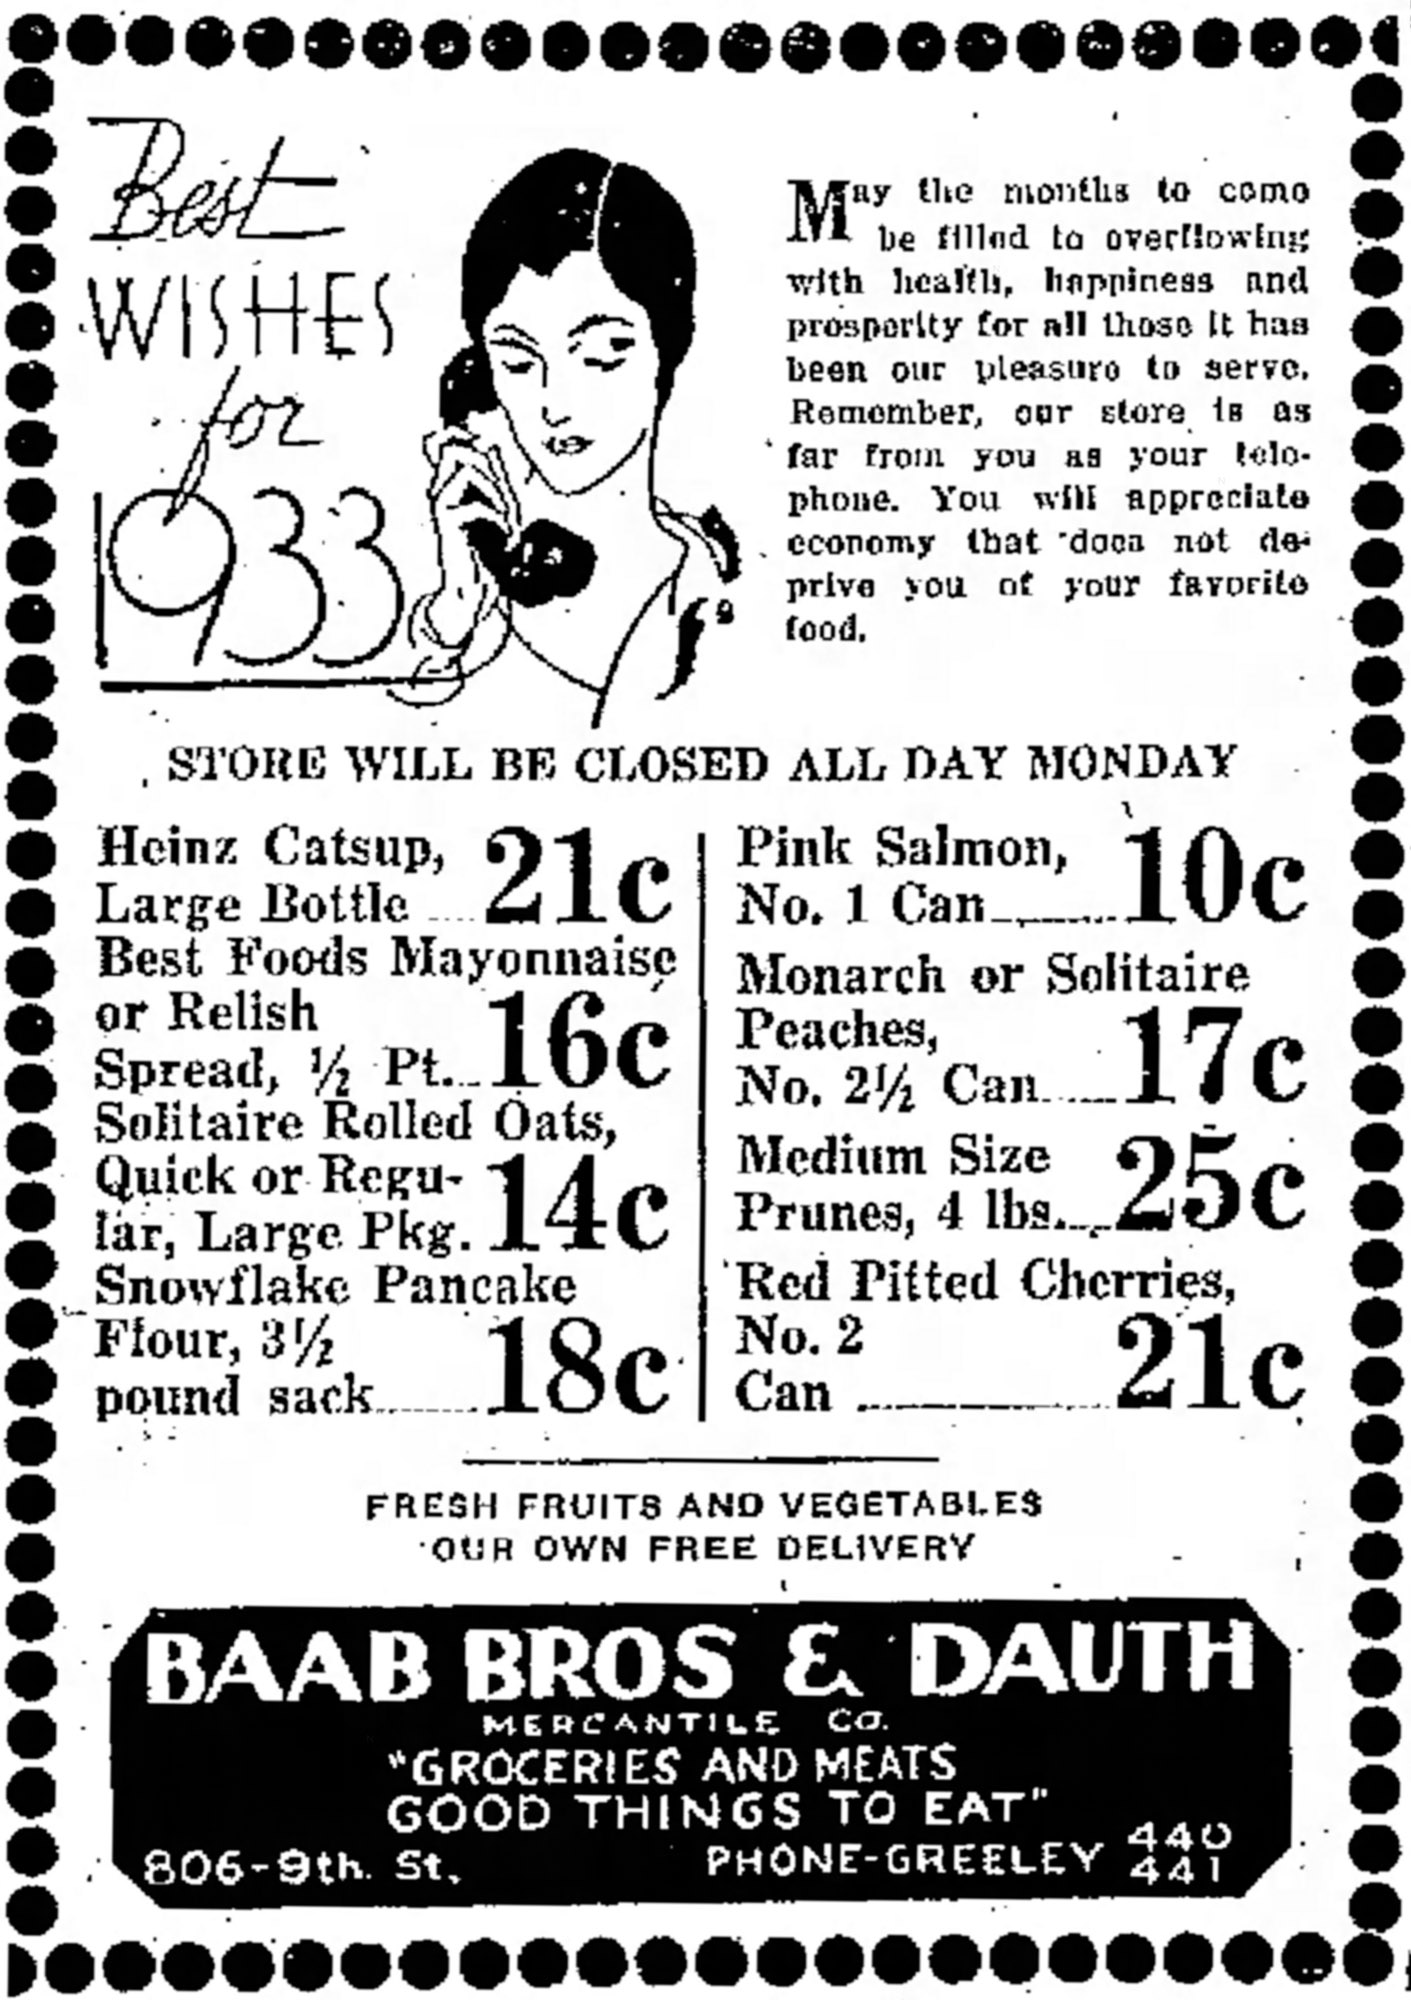 Best
WISHES
for
1933
May the months to come
be filled to overflowing
with health, happiness and
prosperity for all those it has
been our pleasure to serve.
Remember, our store is as
far from you as your tele-
phone. You will appreciate
economy that does not de-
prive you of your favorite
food.
STORE WILL BE CLOSED ALL DAY MONDAY
Heinz Catsup,
Large Bottle 21c
Best Foods Mayonnaise
or Relish
Spread, ½ Pt. 16c
Solitaire Rolled Oats,
Quick or Regu-
lar, Large Pkg. 14c
Snowflake Pancake
Flour, 3½
pound sack 18c
Pink Salmon,
No. 1 Can 10c
Monarch or Solitaire
Peaches,
No. 2½ Can 17c
Medium Size
Prunes, 4 lbs. 25c
Red Pitted Cherries,
No. 2
Can 21c
FRESH FRUITS AND VEGETABLES
OUR OWN FREE DELIVERY
BAAB BROS & DAUTH
MERCANTILE CO.
"GROCERIES AND MEATS
GOOD THINGS TO EAT"
806-9th. St. PHONE-GREELEY 440
441